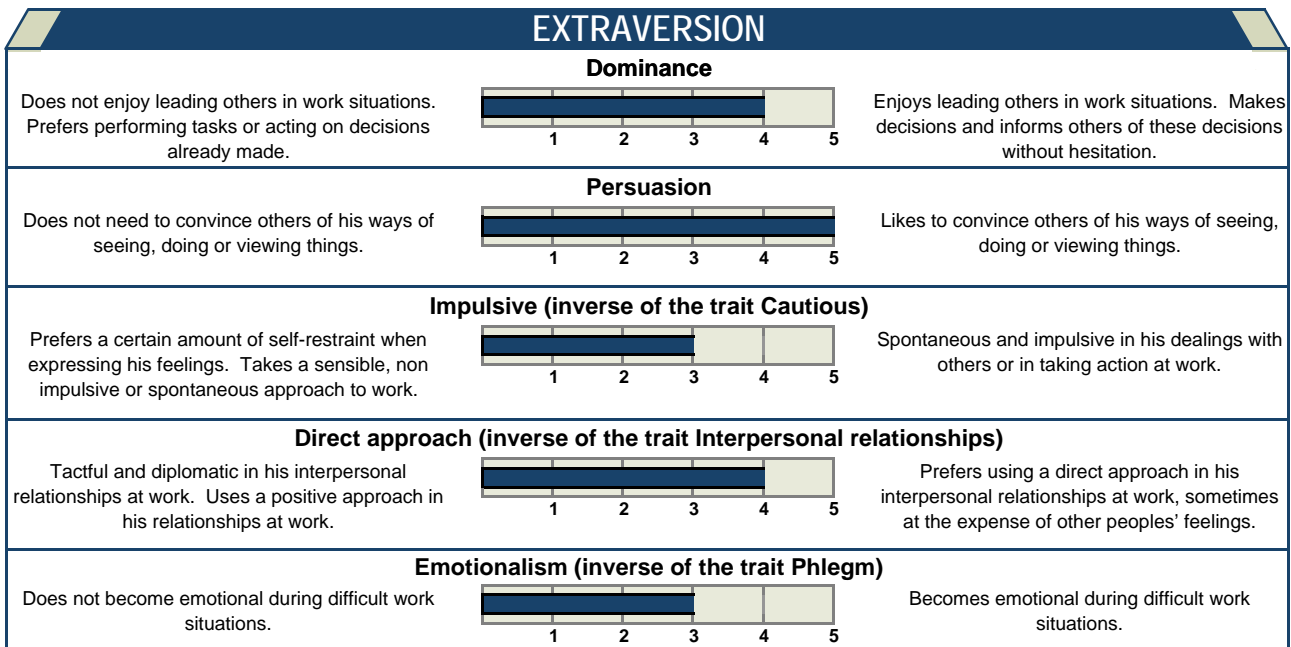 EXTRAVERSION
Dominance
Does not enjoy leading others in work situations.
Prefers performing tasks or acting on decisions
already made.
1 2 3 4 5
Enjoys leading others in work situations. Makes
decisions and informs others of these decisions
without hesitation.
Persuasion
Does not need to convince others of his ways of
seeing, doing or viewing things.
1 2 3 4 5
Likes to convince others of his ways of seeing,
doing or viewing things.
Impulsive (inverse of the trait Cautious)
Prefers a certain amount of self-restraint when
expressing his feelings. Takes a sensible, non
impulsive or spontaneous approach to work.
1 2 3 4 5
Spontaneous and impulsive in his dealings with
others or in taking action at work.
Direct approach (inverse of the trait Interpersonal relationships)
Tactful and diplomatic in his interpersonal
relationships at work. Uses a positive approach in
his relationships at work.
1 2 3 4 5
Prefers using a direct approach in his
interpersonal relationships at work, sometimes
at the expense of other peoples’ feelings.
Emotionalism (inverse of the trait Phlegm)
Does not become emotional during difficult work
situations.
1 2 3 4 5
Becomes emotional during difficult work
situations.